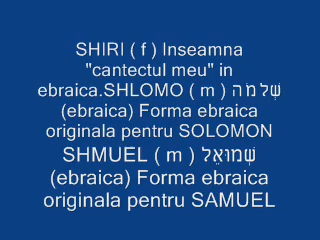 SHIRI ( f ) Inseamna
"cantectul meu" in
ebraica.SHLOMO ( m ) שְׁלֹמֹה
(ebraica) Forma ebraica
originala pentru SOLOMON
SHMUEL ( m ) שְׁמוּאֵל
(ebraica) Forma ebraica
originala pentru SAMUEL